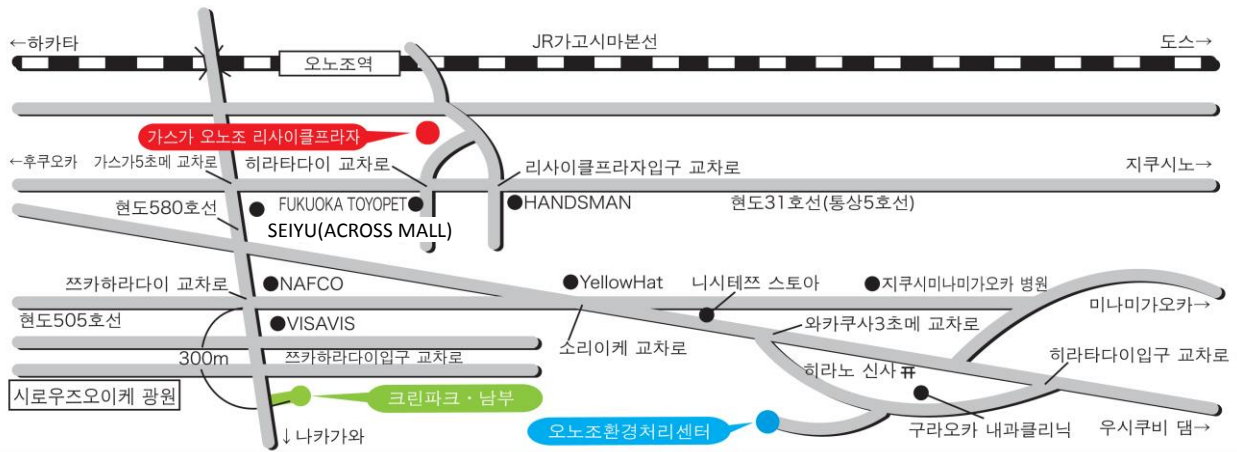 ←하카타
JR가고시마본선
도스→
오노조역
가스가 오노조 리사이클프라자
←후쿠오카
가스가5초메 교차로
히라타다이 교차로
리사이클프라자입구 교차로
지쿠시노→
현도580호선
FUKUOKA TOYOPET
HANDSMAN
현도31호선(통상5호선)
SEIYU(ACROSS MALL)
쯔카하라다이 교차로
NAFCO
YellowHat
니시테쯔 스토아
지쿠시미나미가오카 병원
미나미가오카→
현도505호선
VISAVIS
소리이케 교차로
와카쿠사3초메 교차로
300m
쯔카하라다이입구 교차로
히라노 신사
히라타다이입구 교차로
시로우즈오이케 광원
크린파크・남부
↓나카가와
오노조환경처리센터
구라오카 내과클리닉
우시쿠비 댐→